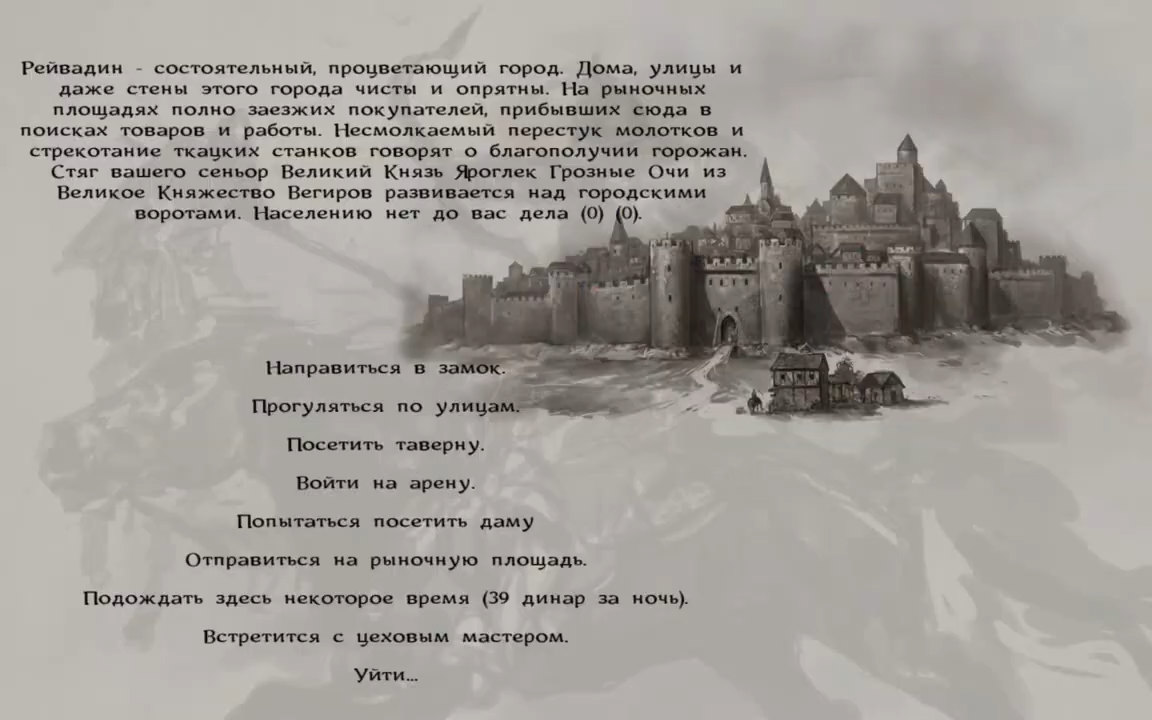 Рейвадин - состоятельный, процветающий город. Дома, улицы и
даже стены этого города чисты и опрятны. На рыночных
площадях полно заезжих покупателей, прибывших сюда в
поисках товаров и работы. Несмолкаемый перестук молотков и
стрекотание ткацких станков говорят о благополучии горожан.
Стяг вашего сеньор Великий Князь Яроглек Грозные Очи из
Великое Княжество Вегиров развивается над городскими
воротами. Населению нет до вас дела (0) (0).
Направиться в замок.
Прогуляться по улицам.
Посетить таверну.
Войти на арену.
Попытаться посетить даму
Отправиться на рыночную площадь.
Подождать здесь некоторое время (39 динар за ночь).
Встретится с цеховым мастером.
Уйти...